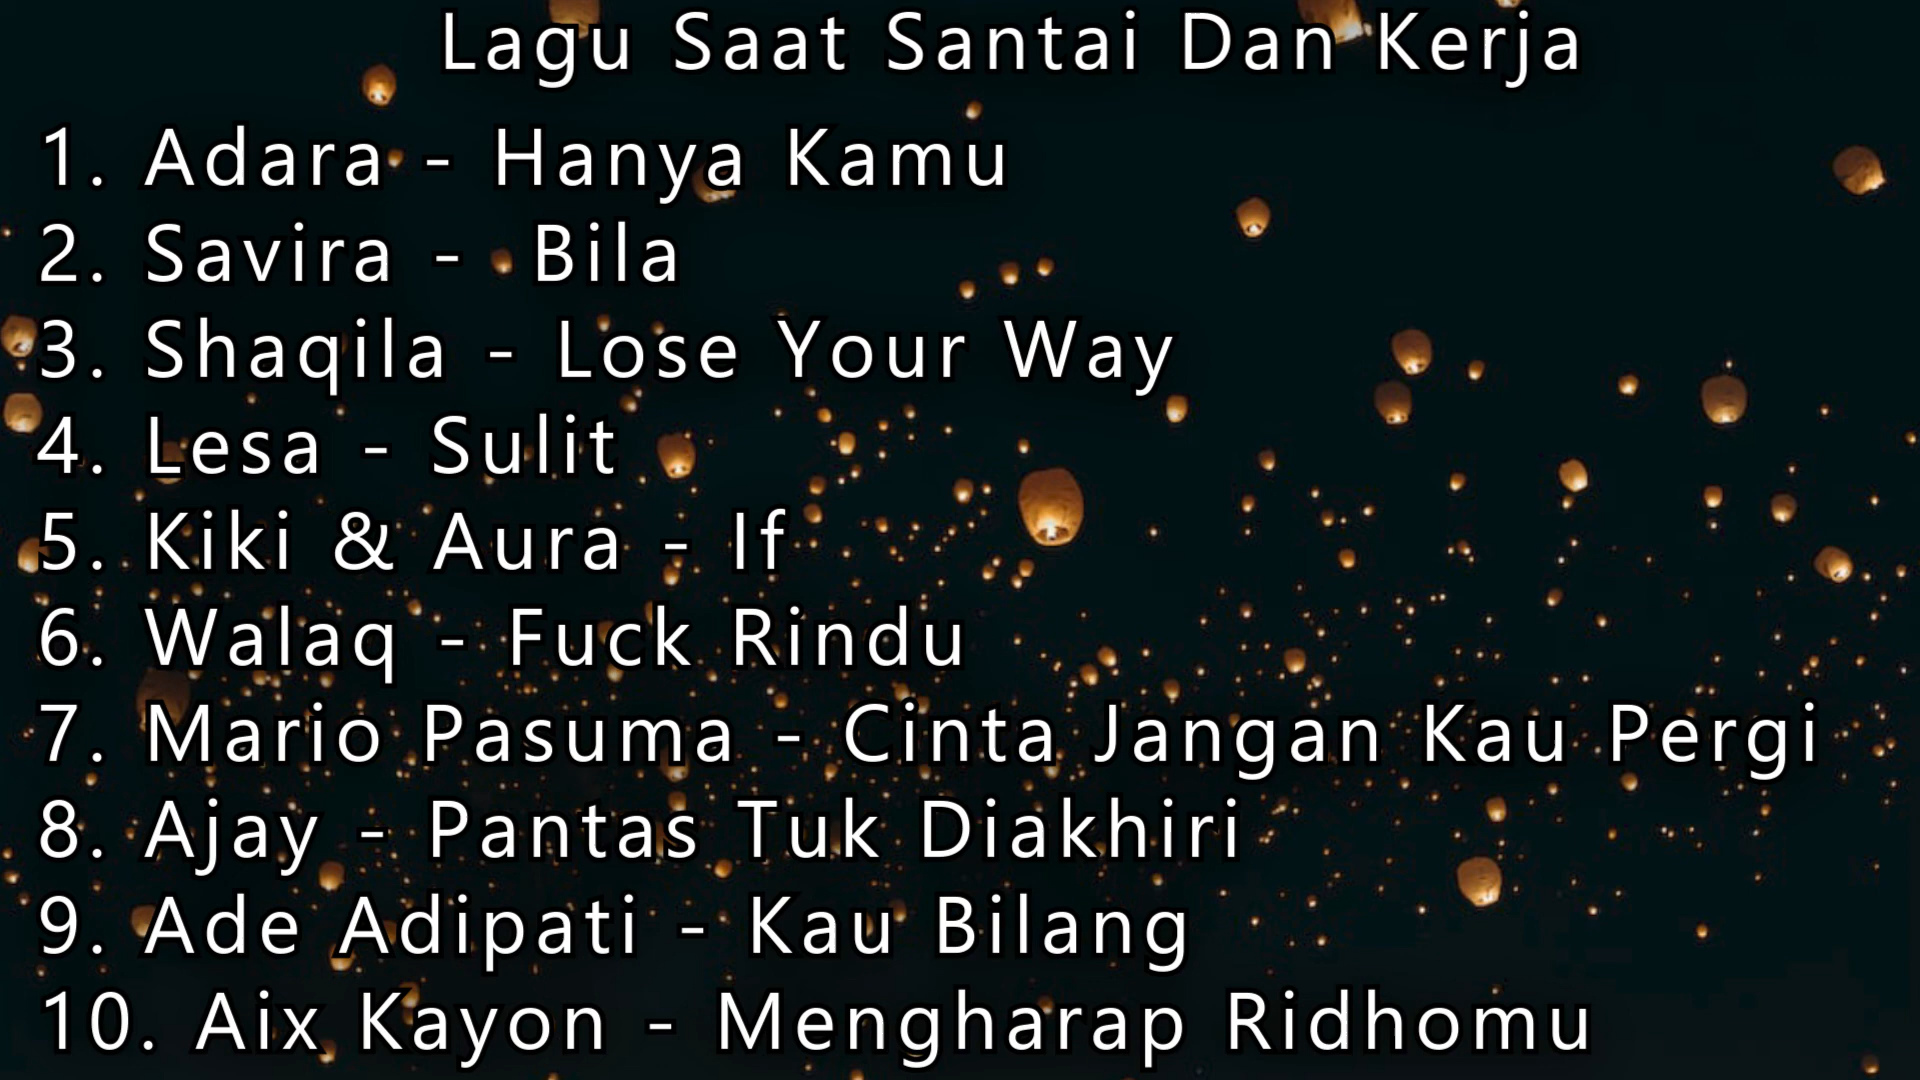 Lagu Saat Santai Dan Kerja
1. Adara - Hanya Kamu
2. Savira - Bila
3. Shaqila - Lose Your Way
4. Lesa - Sulit
5. Kiki & Aura - If
6. Walaq - Fuck Rindu
7. Mario Pasuma - Cinta Jangan Kau Pergi
8. Ajay - Pantas Tuk Diakhiri
9. Ade Adipati - Kau Bilang
10. Aix Kayon - Mengharap Ridhomu